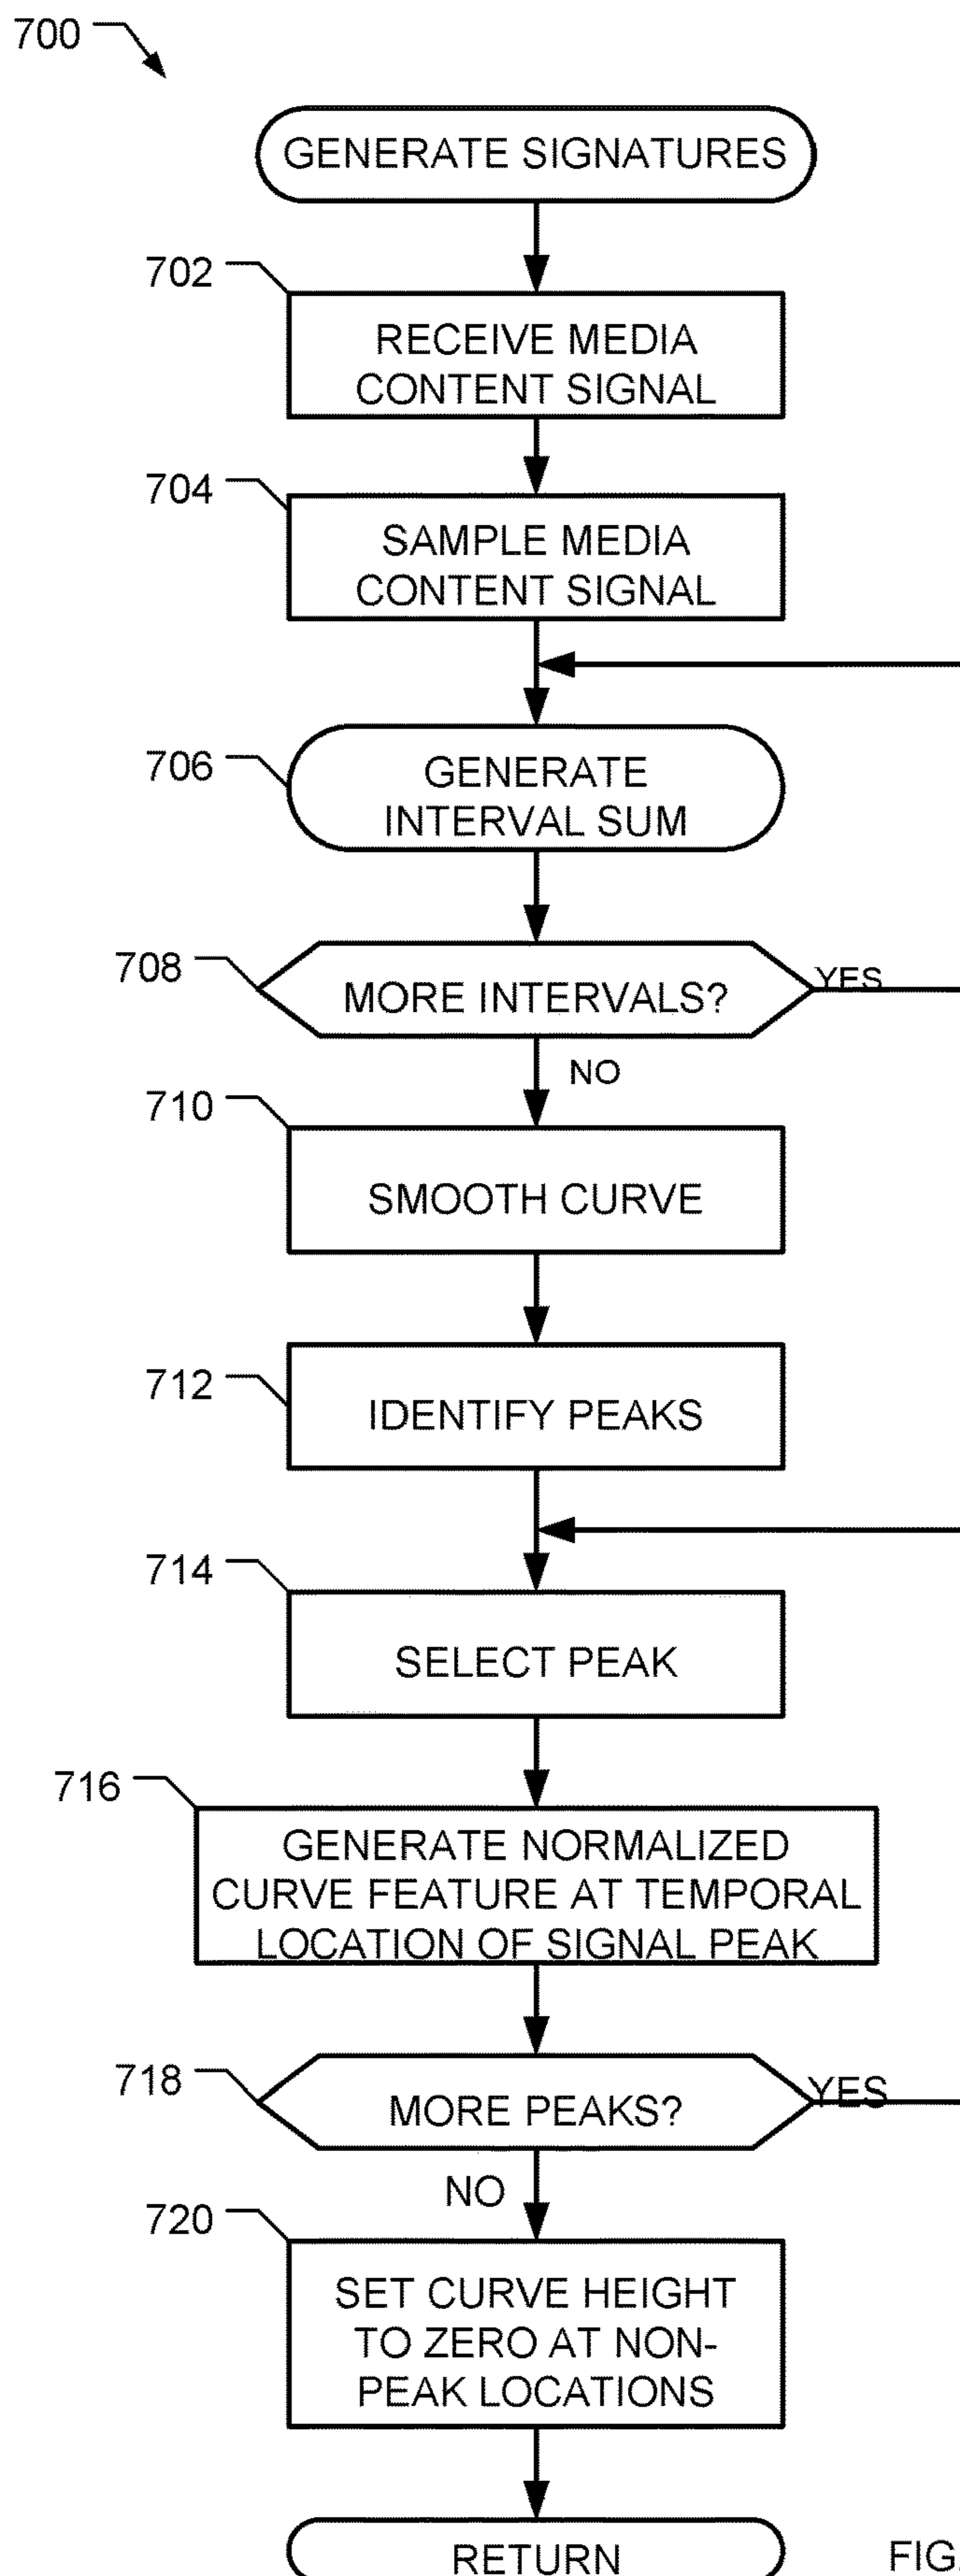 700
GENERATE SIGNATURES
702
RECEIVE MEDIA
CONTENT SIGNAL
704
SAMPLE MEDIA
CONTENT SIGNAL
706
GENERATE
INTERVAL SUM
708
MORE INTERVALS?
YES
NO
710
SMOOTH CURVE
712
IDENTIFY PEAKS
714
SELECT PEAK
716
GENERATE NORMALIZED
CURVE FEATURE AT TEMPORAL
LOCATION OF SIGNAL PEAK
718
MORE PEAKS?
YES
NO
720
SET CURVE HEIGHT
TO ZERO AT NON-
PEAK LOCATIONS
RETURN
FIG.